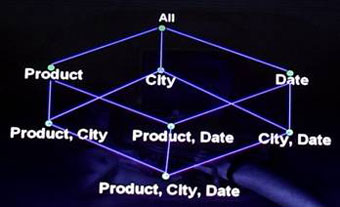 All
Product City Date
Product, City Product, Date City, Date
Product, City, Date